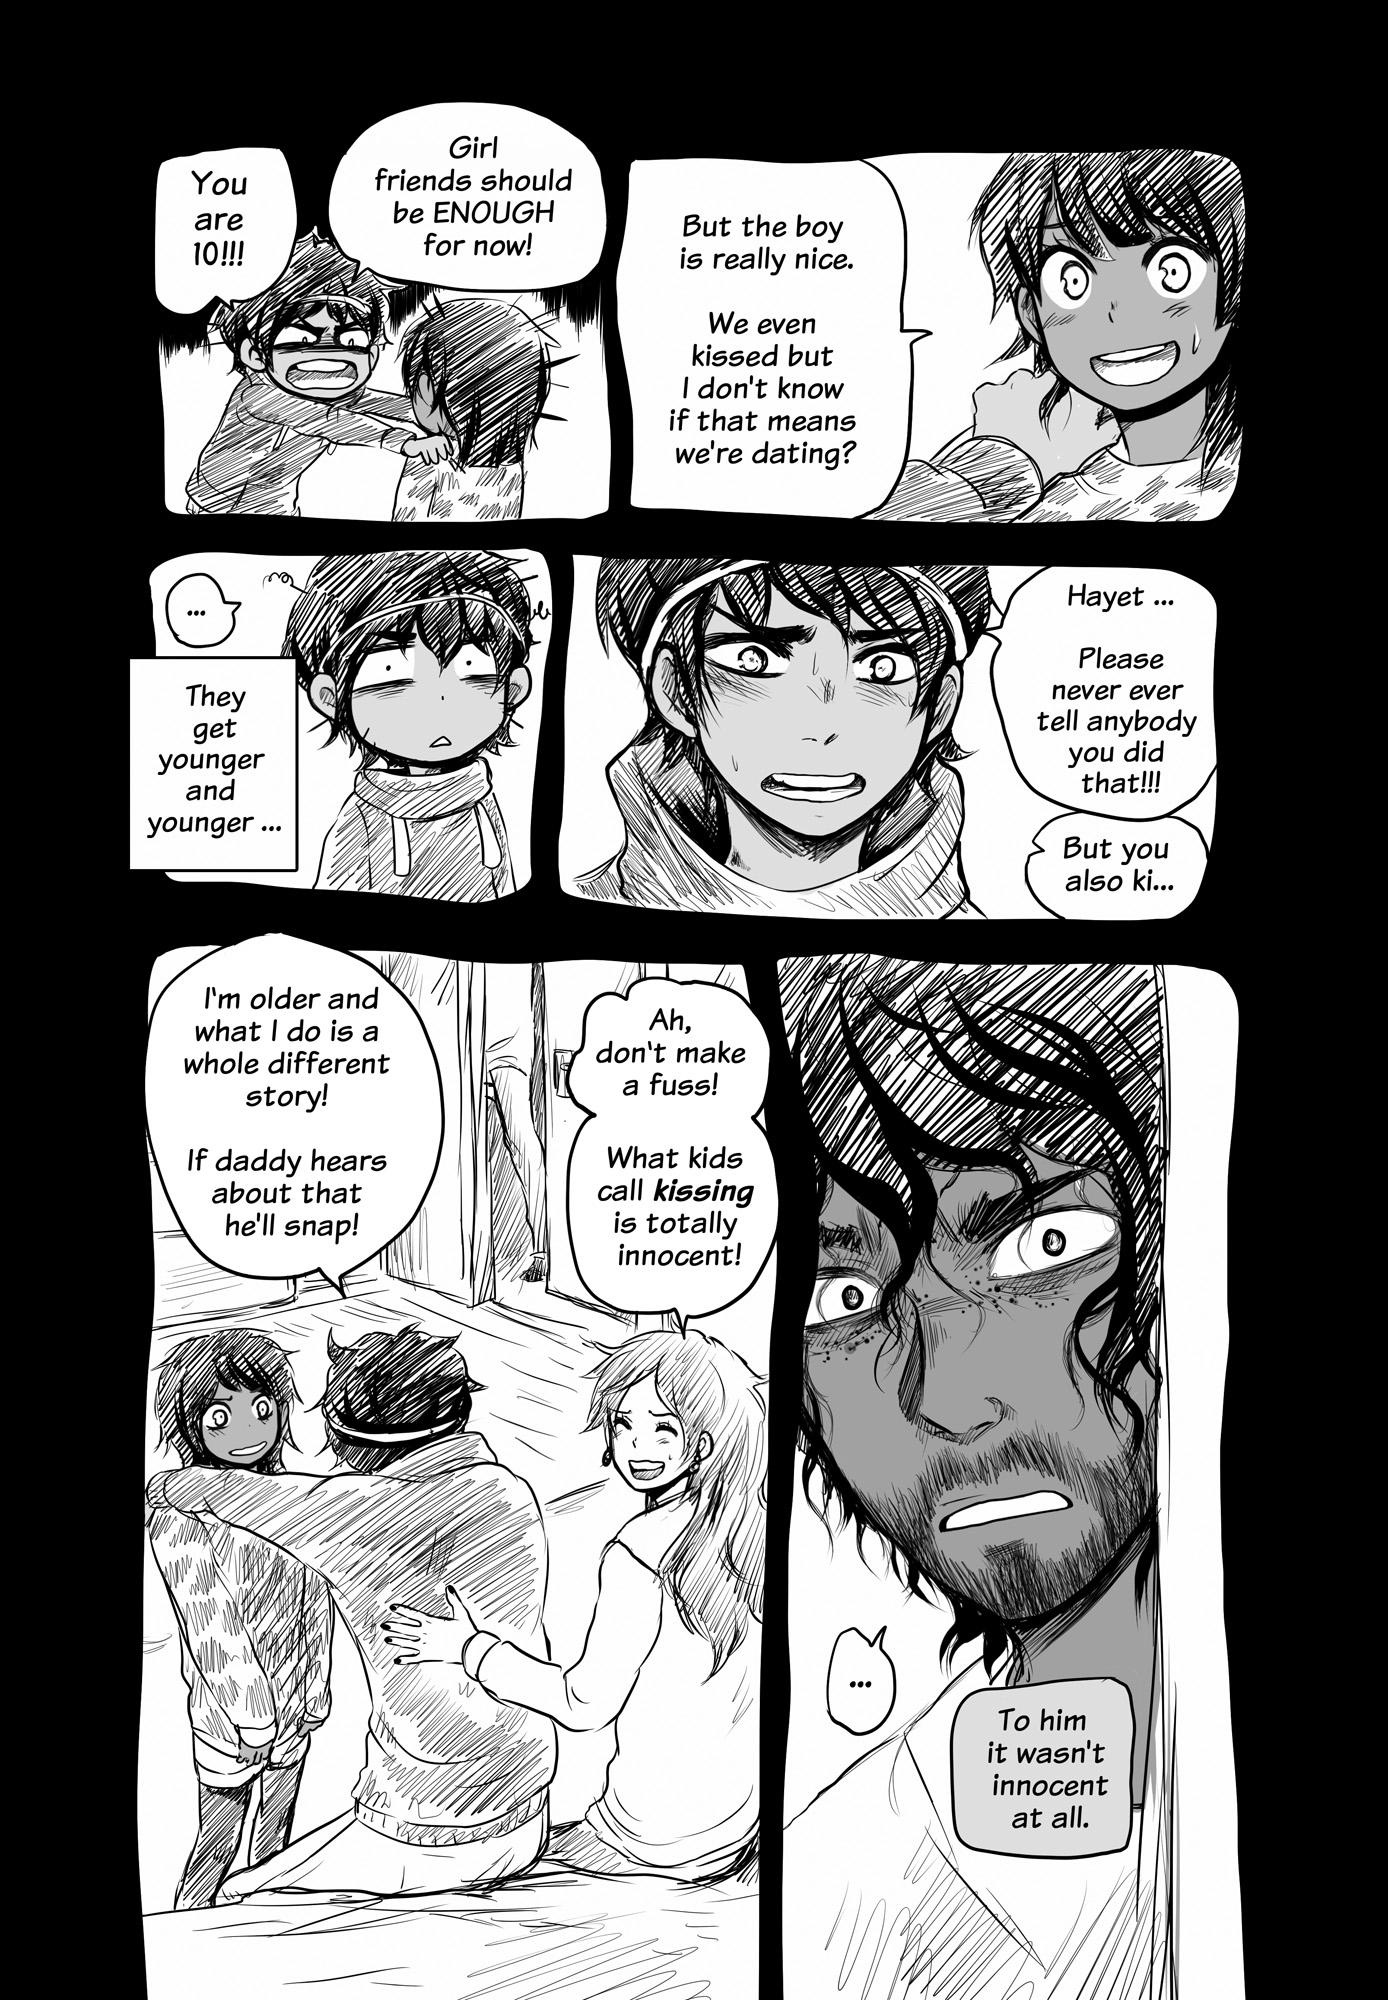 You
are
10!!!
Girl
friends should
be ENOUGH
for now!
But the boy
is really nice.
We even
kissed but
I don't know
if that means
we're dating?
...
They
get
younger
and
younger ...
Hayet ...
Please
never ever
tell anybody
you did
that!!!
But you
also ki...
I'm older and
what I do is a
whole different
story!
If daddy hears
about that
he'll snap!
Ah,
don't make
a fuss!
What kids
call kissing
is totally
innocent!
...
To him
it wasn't
innocent
at all.